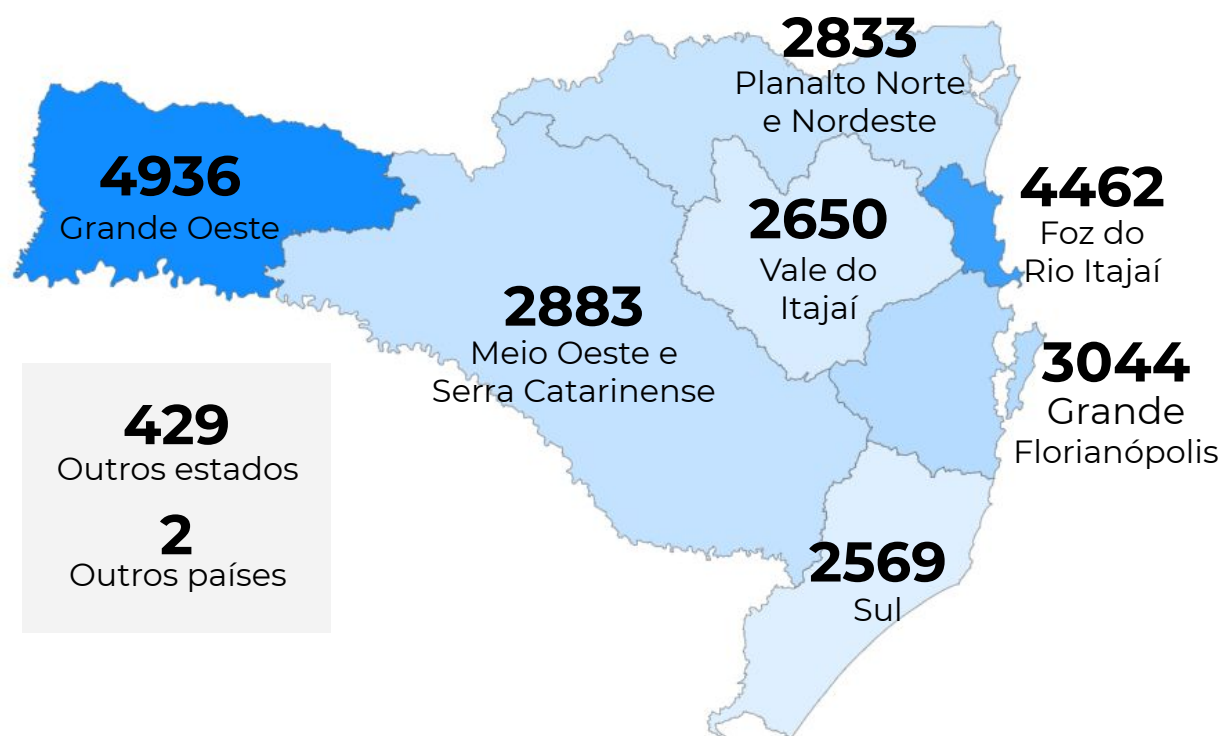 2833
Planalto Norte
e Nordeste
4936
Grande Oeste
4462
Foz do
Rio Itajaí
2650
Vale do
Itajaí
2883
Meio Oeste e
Serra Catarinense
3044
Grande
Florianópolis
429
Outros estados
2
Outros países
2569
Sul